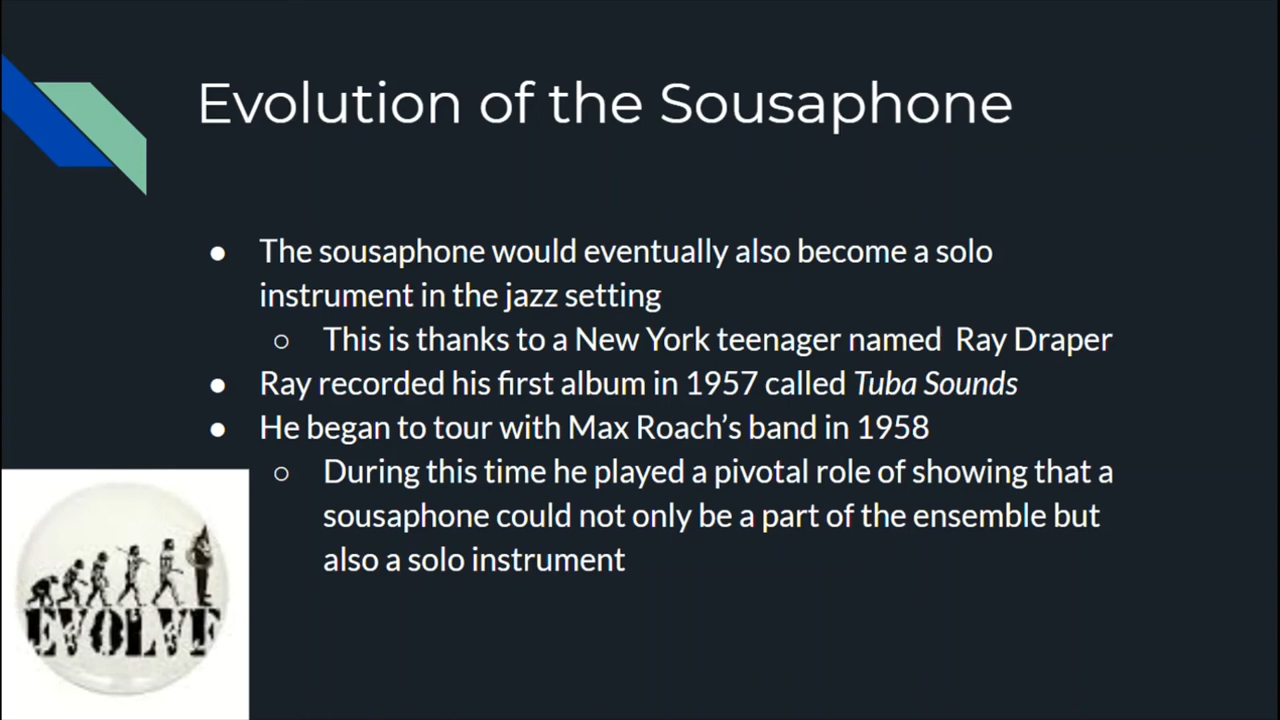 Evolution of the Sousaphone
● The sousaphone would eventually also become a solo
instrument in the jazz setting
○ This is thanks to a New York teenager named  Ray Draper
● Ray recorded his first album in 1957 called Tuba Sounds
● He began to tour with Max Roach’s band in 1958
○ During this time he played a pivotal role of showing that a
sousaphone could not only be a part of the ensemble but
also a solo instrument
EVOLVE